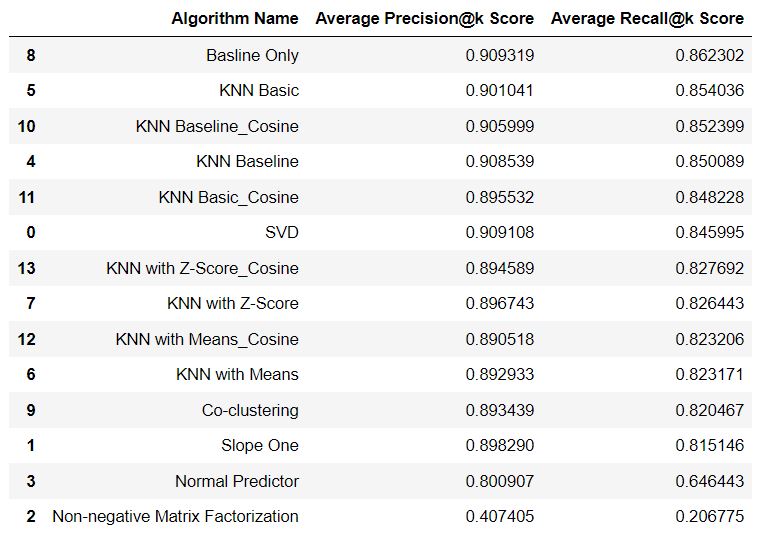 Algorithm Name Average Precision@k Score Average Recall@k Score
8 Basline Only 0.909319 0.862302
5 KNN Basic 0.901041 0.854036
10 KNN Baseline_Cosine 0.905999 0.852399
4 KNN Baseline 0.908539 0.850089
11 KNN Basic_Cosine 0.895532 0.848228
0 SVD 0.909108 0.845995
13 KNN with Z-Score_Cosine 0.894589 0.827692
7 KNN with Z-Score 0.896743 0.826443
12 KNN with Means_Cosine 0.890518 0.823206
6 KNN with Means 0.892933 0.823171
9 Co-clustering 0.893439 0.820467
1 Slope One 0.898290 0.815146
3 Normal Predictor 0.800907 0.646443
2 Non-negative Matrix Factorization 0.407405 0.206775